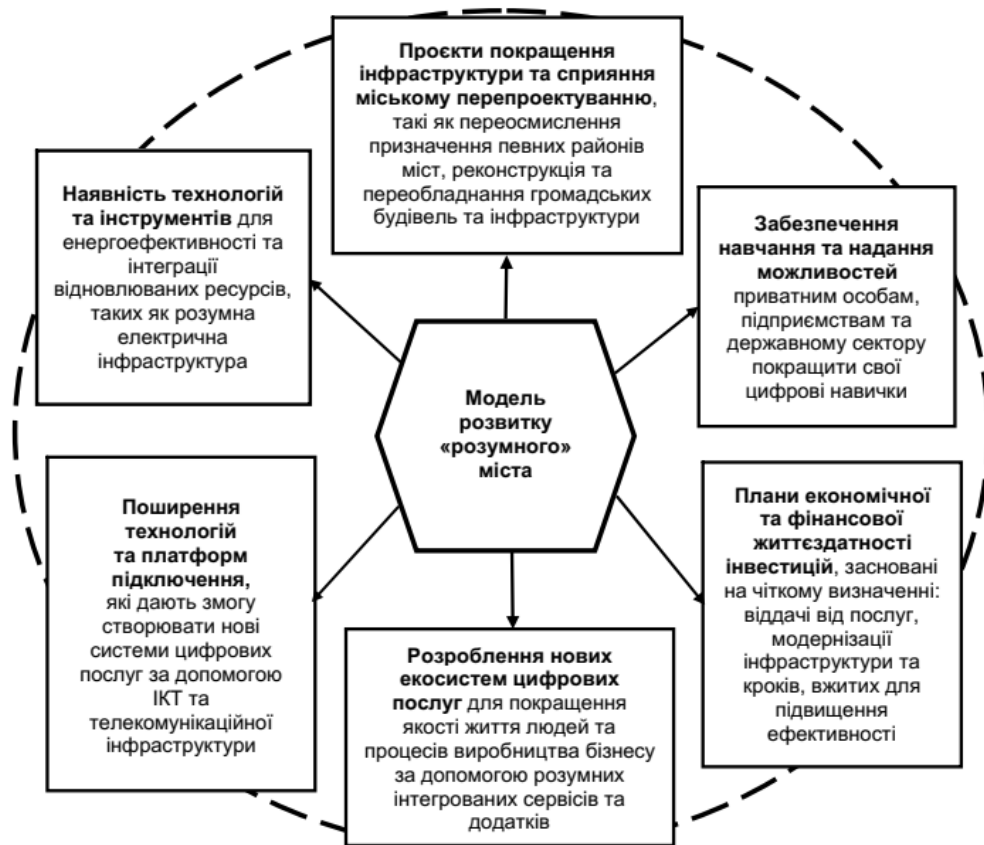 Проєкти покращення
інфраструктури та сприяння
міському перепроектуванню,
такі як переосмислення
призначення певних районів
міст, реконструкція та
переобладнання громадських
будівель та інфраструктури
Наявність технологій
та інструментів для
енергоефективності та
інтеграції
відновлюваних ресурсів,
таких як розумна
електрична
інфраструктура
Забезпечення
навчання та надання
можливостей
приватним особам,
підприємствам та
державному сектору
покращити свої
цифрові навички
Модель
розвитку
«розумного»
міста
Поширення
технологій
та платформ
підключення,
які дають змогу
створювати нові
системи цифрових
послуг за допомогою
ІКТ та
телекомунікаційної
інфраструктури
Плани економічної
та фінансової
життєздатності
інвестицій, засновані
на чіткому визначенні:
віддачі від послуг,
модернізації
інфраструктури та
кроків, вжитих для
підвищення
ефективності
Розроблення нових
екосистем цифрових
послуг для покращення
якості життя людей та
процесів виробництва бізнесу
за допомогою розумних
інтегрованих сервісів та
додатків